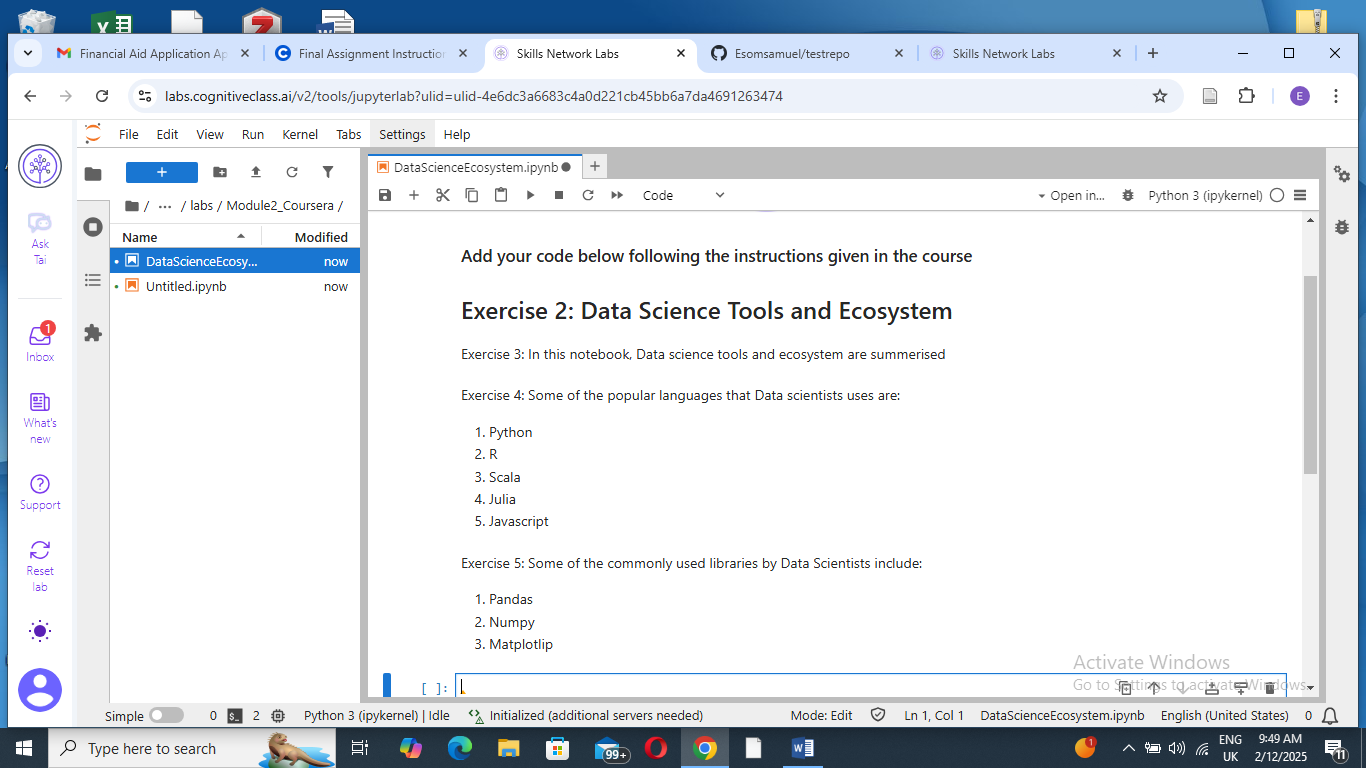 Financial Aid Application Ap
Final Assignment Instruction
Skills Network Labs
Esomsamuel/testrepo
Skills Network Labs
labs.cognitiveclass.ai/v2/tools/jupyterlab?ulid=ulid-4e6dc3a6683c4a0d221cb45bb6a7da4691263474
E
File Edit View Run Kernel Tabs Settings Help
DataScienceEcosystem.ipynb
Code
Open in...
Python 3 (ipykernel)
/ ... / labs / Module2_Coursera /
Name Modified
DataScienceEcosy... now
Untitled.ipynb now
Ask
Tai
1
Inbox
What's
new
Support
Reset
lab
Add your code below following the instructions given in the course
Exercise 2: Data Science Tools and Ecosystem
Exercise 3: In this notebook, Data science tools and ecosystem are summerised
Exercise 4: Some of the popular languages that Data scientists uses are:
1. Python
2. R
3. Scala
4. Julia
5. Javascript
Exercise 5: Some of the commonly used libraries by Data Scientists include:
1. Pandas
2. Numpy
3. Matplotlip
[ ]:
Activate Windows
Go to Settings to activate Windows.
Simple 0 $_ 2 Python 3 (ipykernel) | Idle Initialized (additional servers needed) Mode: Edit Ln 1, Col 1 DataScienceEcosystem.ipynb English (United States) 0
Type here to search
99+
1
ENG
UK
9:49 AM
2/12/2025
11